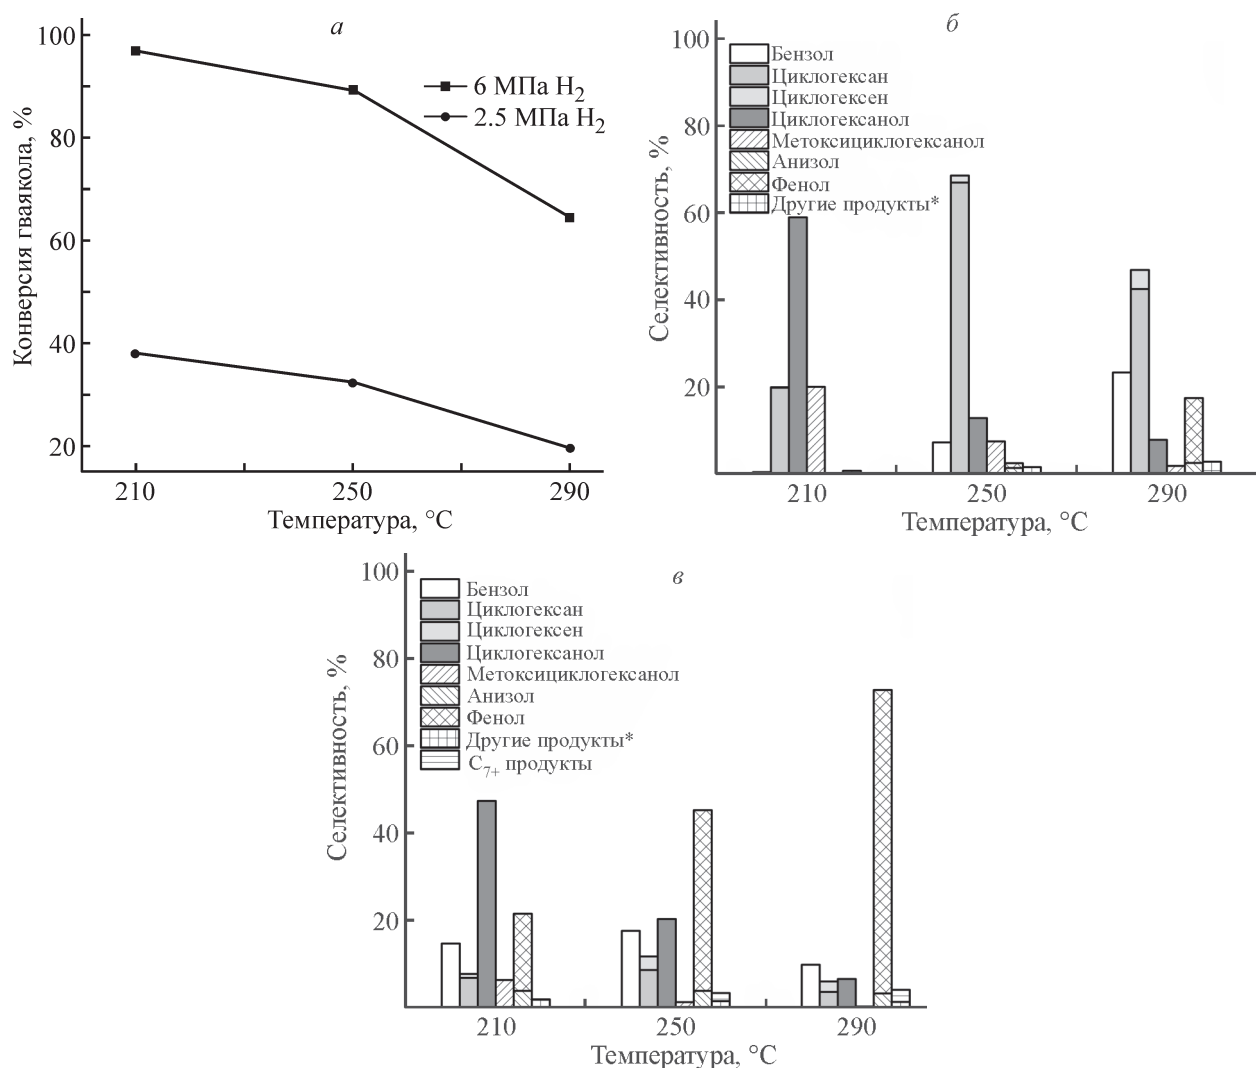 а
100
80
60
40
20
Конверсия гваякола, %
6 МПа H2
2.5 МПа H2
210
250
290
Температура, °C
б
100
80
60
40
20
Селективность, %
Бензол
Циклогексан
Циклогексен
Циклогексанол
Метоксициклогексанол
Анизол
Фенол
Другие продукты*
210
250
290
Температура, °C
в
100
80
60
40
20
Селективность, %
Бензол
Циклогексан
Циклогексен
Циклогексанол
Метоксициклогексанол
Анизол
Фенол
Другие продукты*
C7+ продукты
210
250
290
Температура, °C